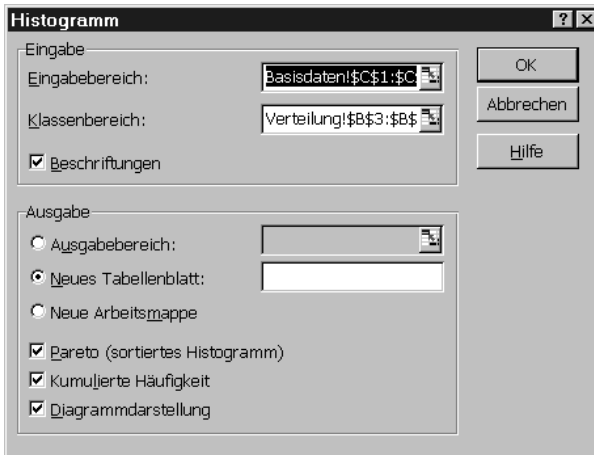 Histogramm
Eingabe
Eingabebereich: Basisdaten!$C$1:$C
Klassenbereich: Verteilung!$B$3:$B$
Beschriftungen
OK
Abbrechen
Hilfe
Ausgabe
Ausgabebereich:
Neues Tabellenblatt:
Neue Arbeitsmappe
Pareto (sortiertes Histogramm)
Kumulierte Häufigkeit
Diagrammdarstellung